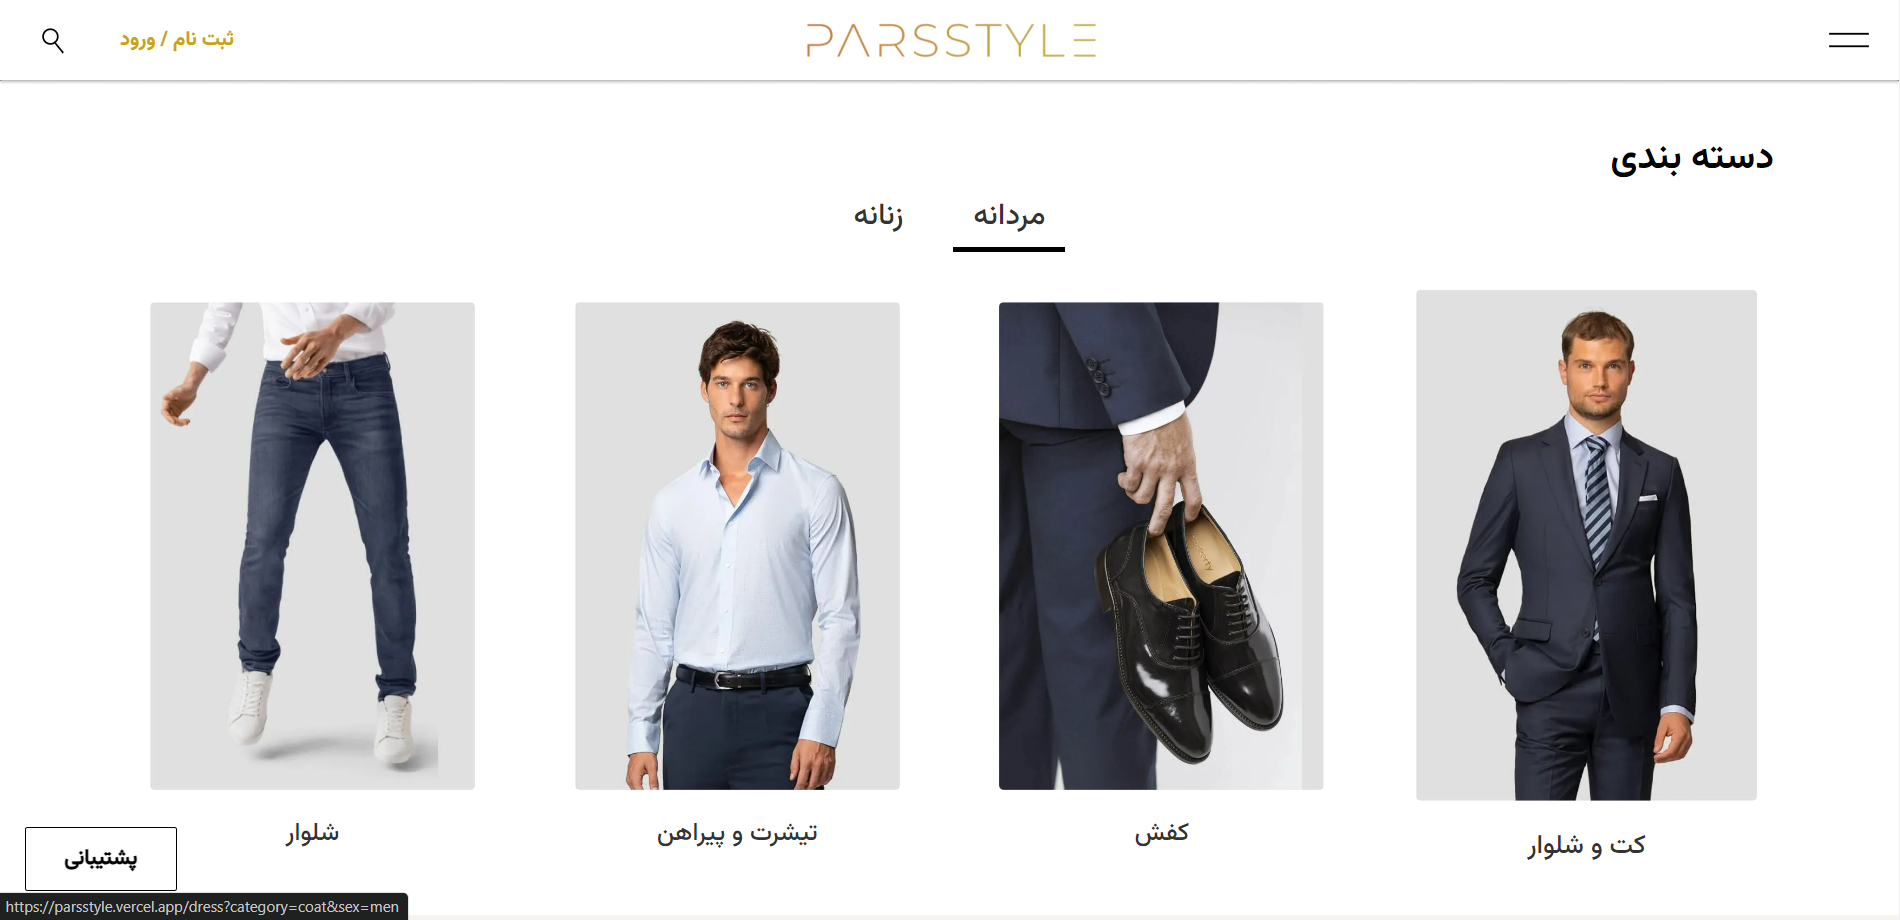 PARSSTYLE
ثبت نام / ورود
دسته بندی
مردانه
زنانه
کت و شلوار
کفش
تیشرت و پیراهن
شلوار
پشتیبانی
https://parsstyle.vercel.app/dress?category=coat&sex=men